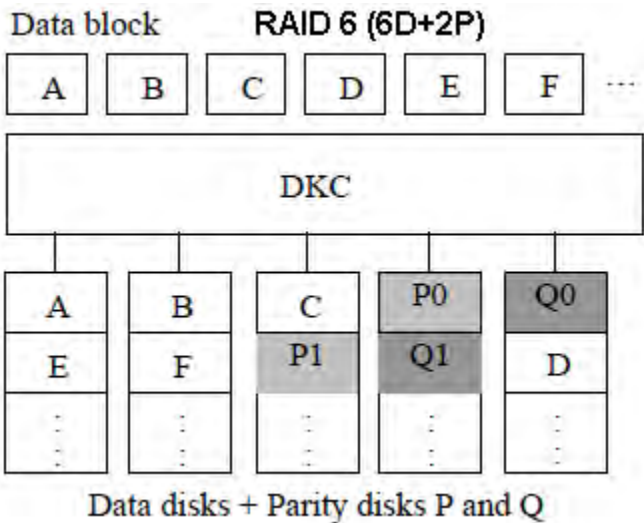 Data block RAID 6 (6D+2P)
A B C D E F ...
DKC
A B C P0 Q0
E F P1 Q1 D
Data disks + Parity disks P and Q